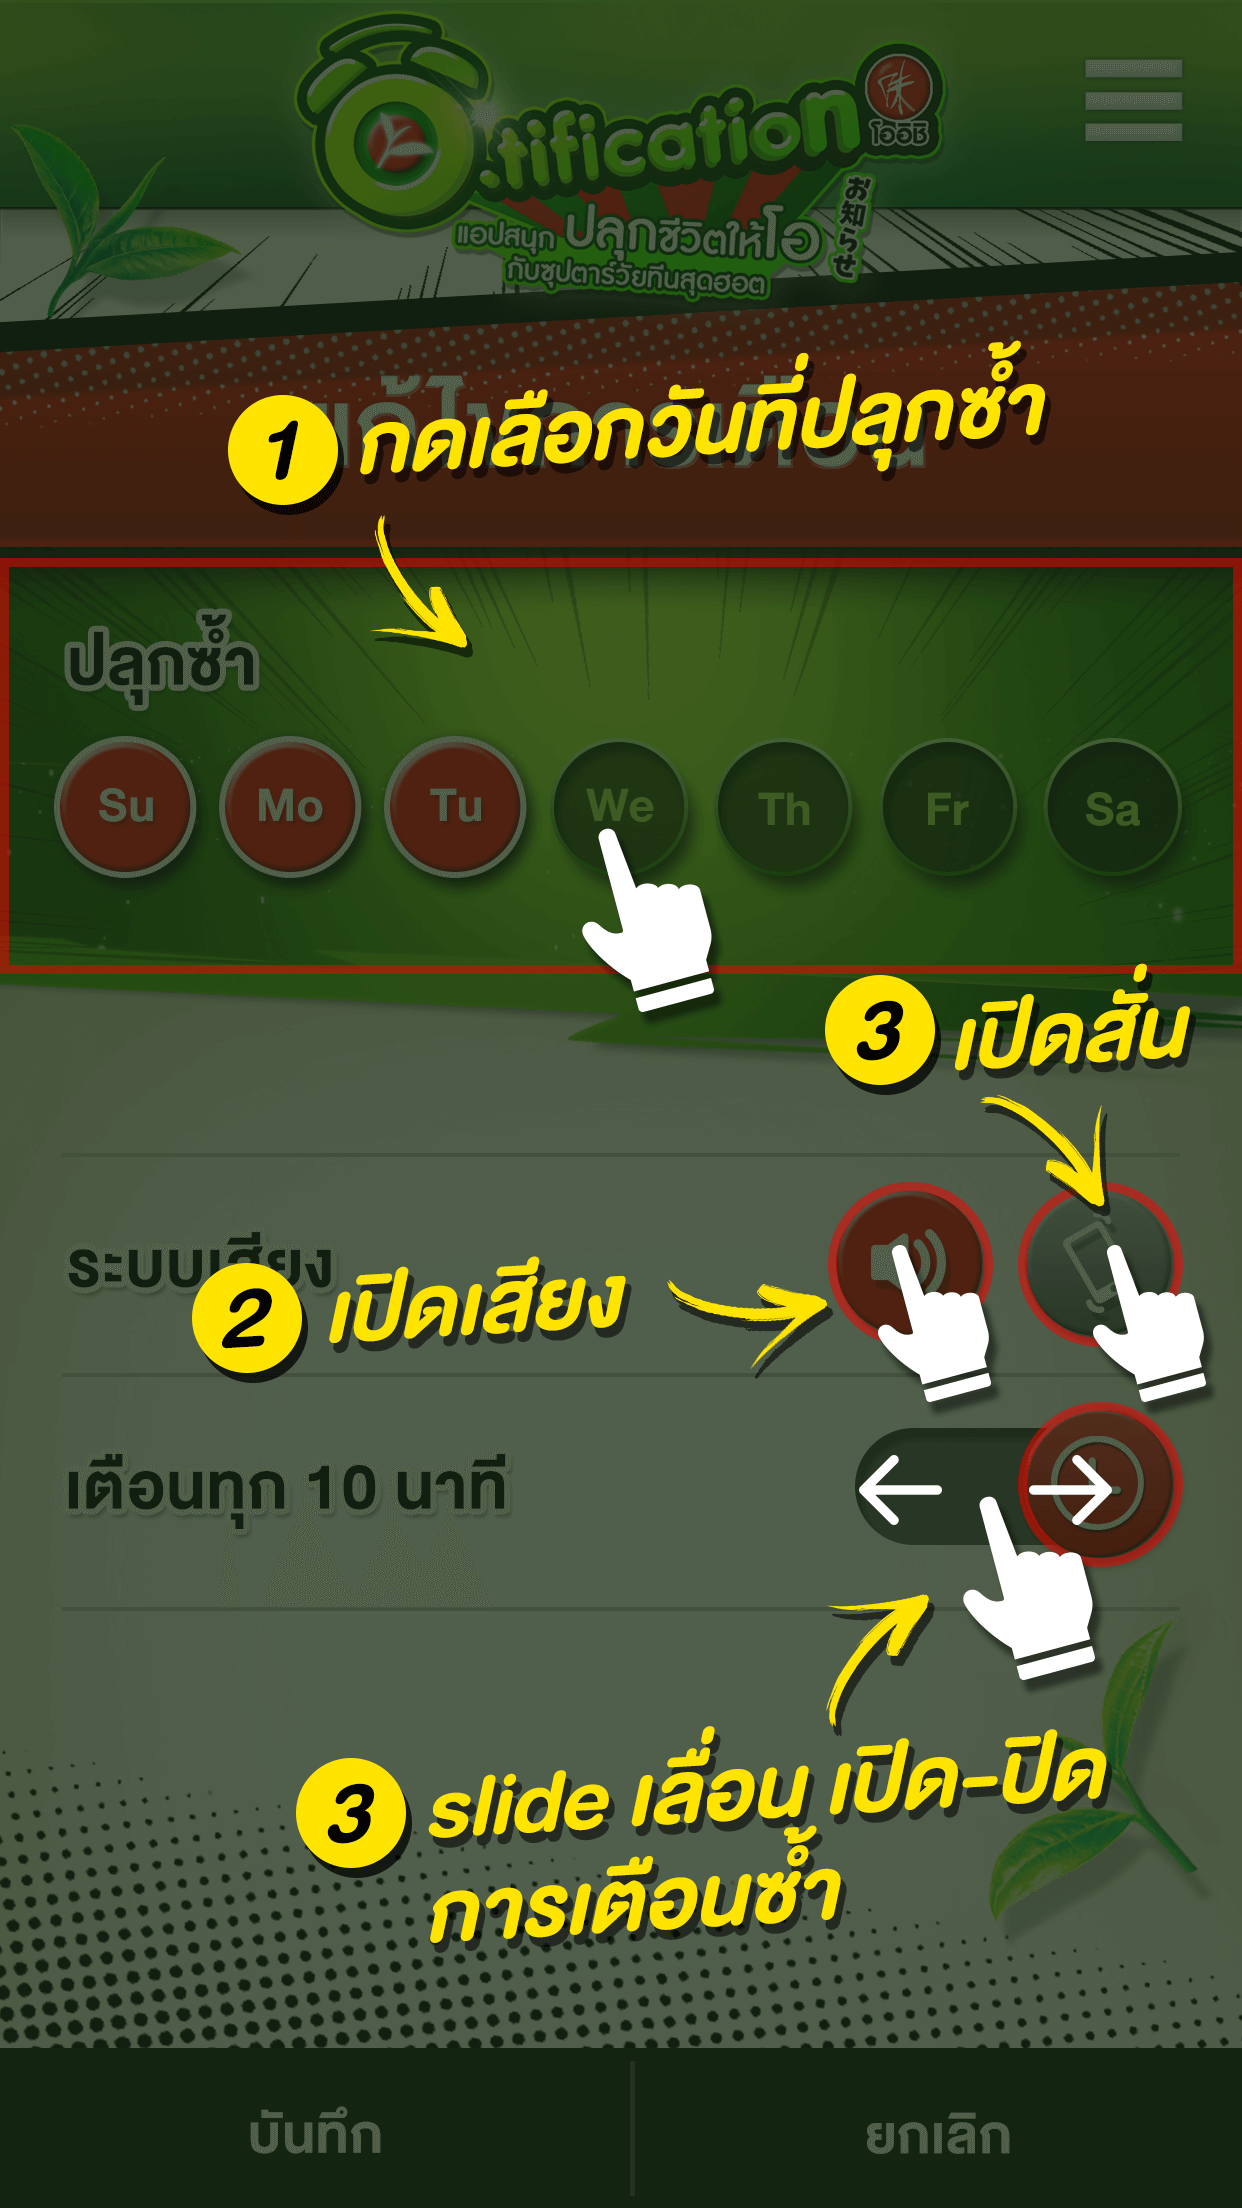 O.tification
โออิชิ
แอปสนุก ปลุกชีวิตให้โอ
กับซุปตาร์วัยทีนสุดฮอต
お知らせ
1 กดเลือกวันที่ปลุกซ้ำ
ปลุกซ้ำ
Su Mo Tu We Th Fr Sa
3 เปิดสั่น
ระบบเสียง
2 เปิดเสียง
เตือนทุก 10 นาที
3 slide เลื่อน เปิด-ปิด
การเตือนซ้ำ
บันทึก ยกเลิก